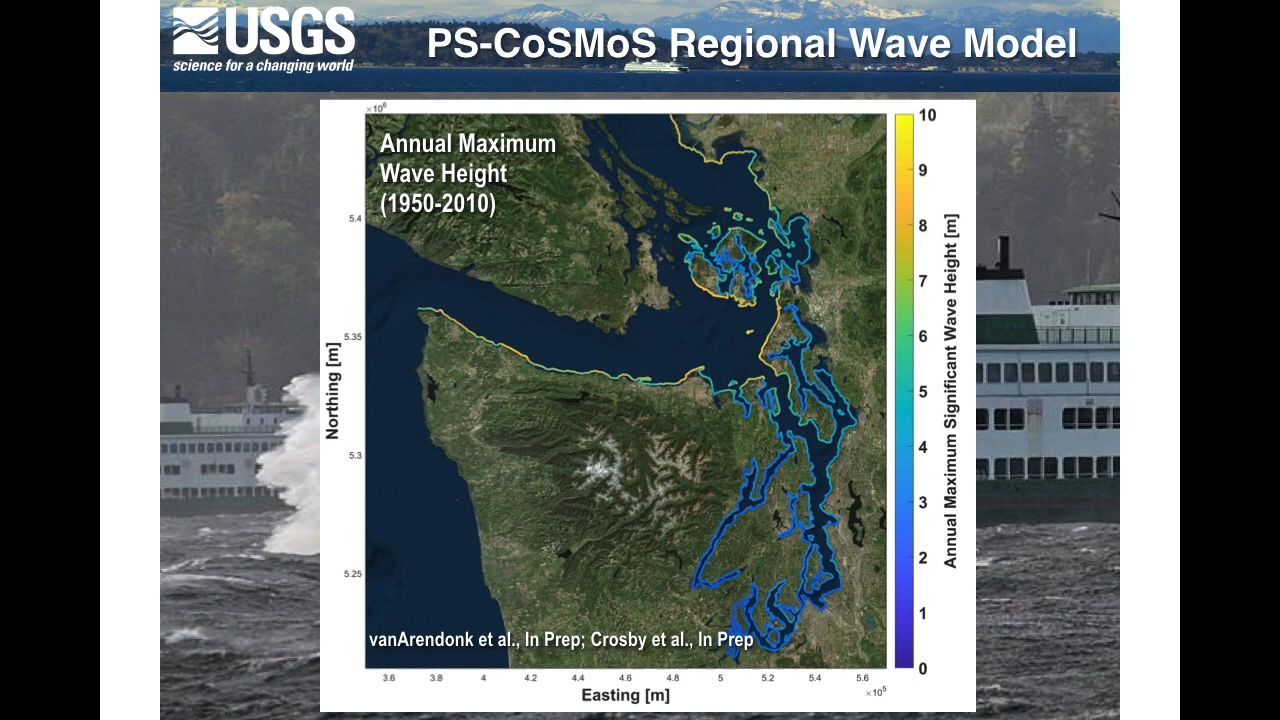 USGS
science for a changing world
PS-CoSMoS Regional Wave Model
×10⁶
Annual Maximum
Wave Height
(1950-2010)
5.4
5.35
5.3
5.25
Northing [m]
vanArendonk et al., In Prep; Crosby et al., In Prep
3.6 3.8 4 4.2 4.4 4.6 4.8 5 5.2 5.4 5.6
×10⁵
Easting [m]
10
9
8
7
6
5
4
3
2
1
0
Annual Maximum Significant Wave Height [m]